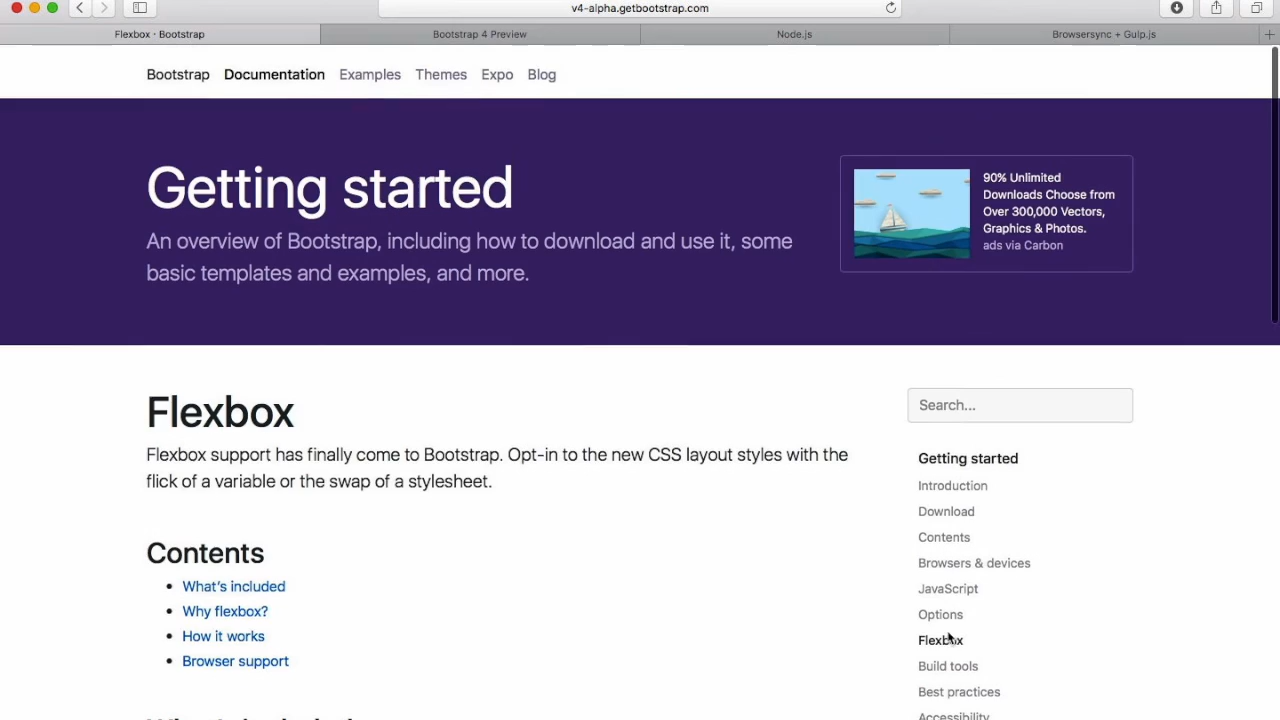 v4-alpha.getbootstrap.com
Flexbox · Bootstrap
Bootstrap 4 Preview
Node.js
Browsersync + Gulp.js
Bootstrap Documentation Examples Themes Expo Blog
Getting started
An overview of Bootstrap, including how to download and use it, some
basic templates and examples, and more.
90% Unlimited
Downloads Choose from
Over 300,000 Vectors,
Graphics & Photos.
ads via Carbon
Flexbox
Flexbox support has finally come to Bootstrap. Opt-in to the new CSS layout styles with the
flick of a variable or the swap of a stylesheet.
Contents
What's included
Why flexbox?
How it works
Browser support
Search...
Getting started
Introduction
Download
Contents
Browsers & devices
JavaScript
Options
Flexbox
Build tools
Best practices
Accessibility